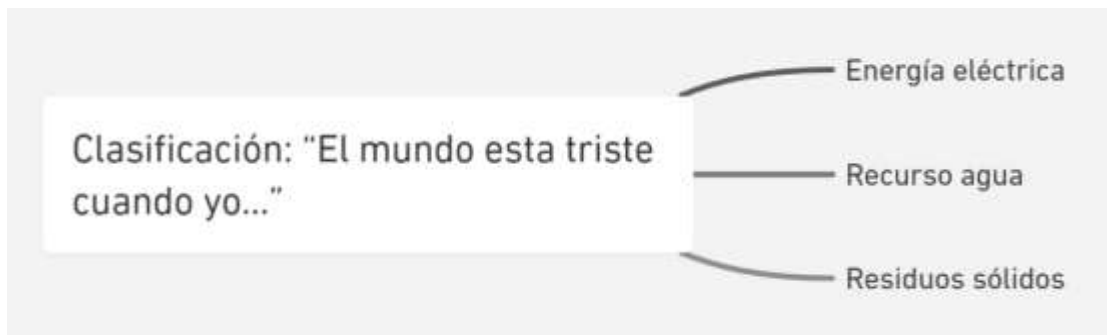 Clasificación: “El mundo esta triste
cuando yo...”
Energía eléctrica
Recurso agua
Residuos sólidos